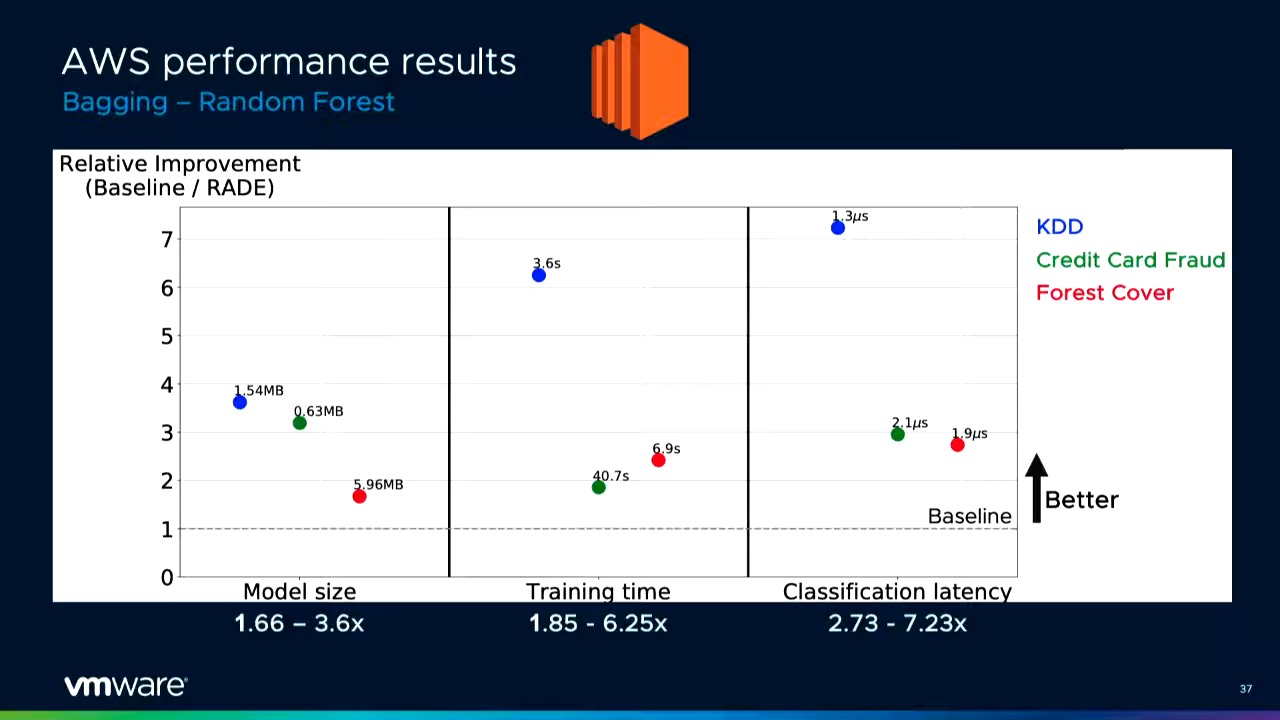 AWS performance results
Bagging – Random Forest
Relative Improvement
(Baseline / RADE)
7
6
5
4
3
2
1
0
1.54MB
0.63MB
5.96MB
3.6s
40.7s
6.9s
1.3µs
2.1µs
1.9µs
Baseline
KDD
Credit Card Fraud
Forest Cover
Better
Model size
Training time
Classification latency
1.66 – 3.6x
1.85 - 6.25x
2.73 - 7.23x
vmware®
37